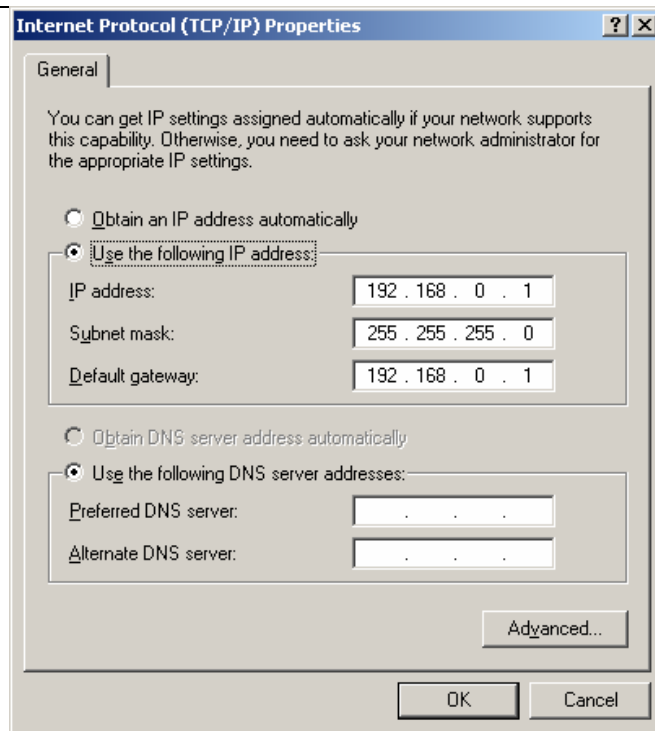 Internet Protocol (TCP/IP) Properties
General
You can get IP settings assigned automatically if your network supports
this capability. Otherwise, you need to ask your network administrator for
the appropriate IP settings.
Obtain an IP address automatically
Use the following IP address:
IP address: 192 . 168 . 0 . 1
Subnet mask: 255 . 255 . 255 . 0
Default gateway: 192 . 168 . 0 . 1
Obtain DNS server address automatically
Use the following DNS server addresses:
Preferred DNS server: . . .
Alternate DNS server: . . .
Advanced...
OK Cancel